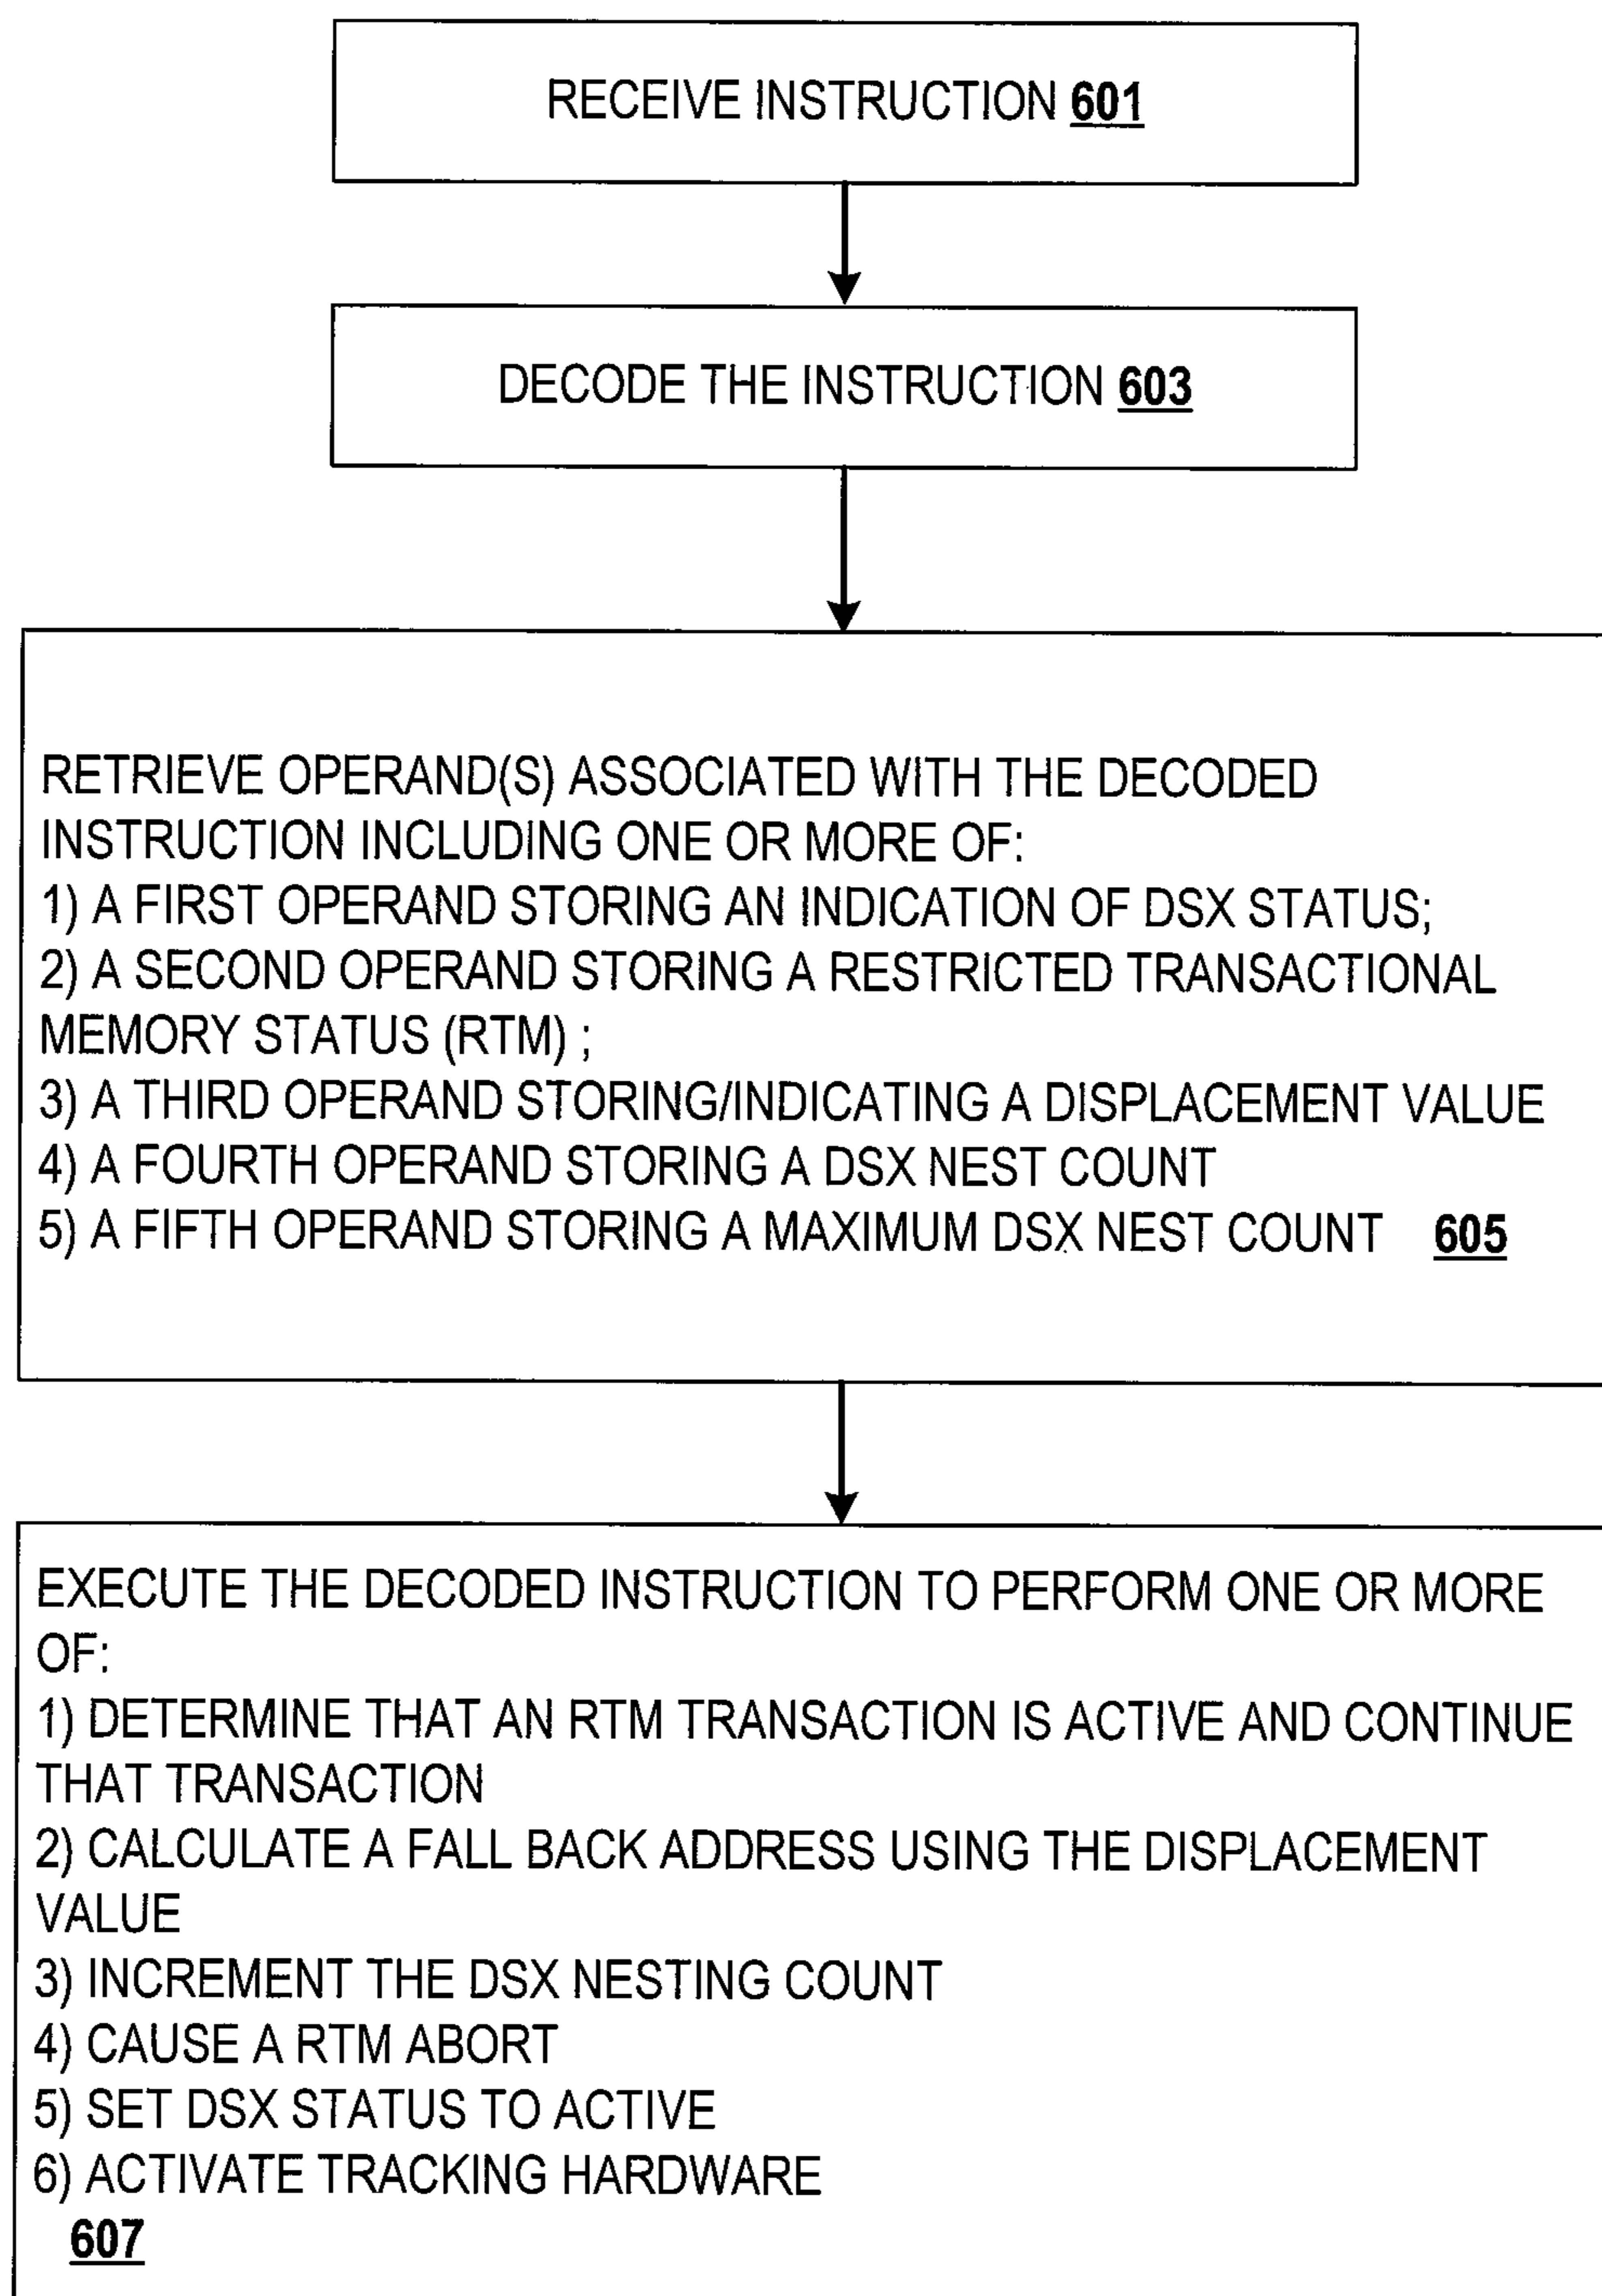 RECEIVE INSTRUCTION 601
DECODE THE INSTRUCTION 603
RETRIEVE OPERAND(S) ASSOCIATED WITH THE DECODED
INSTRUCTION INCLUDING ONE OR MORE OF:
1) A FIRST OPERAND STORING AN INDICATION OF DSX STATUS;
2) A SECOND OPERAND STORING A RESTRICTED TRANSACTIONAL
MEMORY STATUS (RTM) ;
3) A THIRD OPERAND STORING/INDICATING A DISPLACEMENT VALUE
4) A FOURTH OPERAND STORING A DSX NEST COUNT
5) A FIFTH OPERAND STORING A MAXIMUM DSX NEST COUNT 605
EXECUTE THE DECODED INSTRUCTION TO PERFORM ONE OR MORE
OF:
1) DETERMINE THAT AN RTM TRANSACTION IS ACTIVE AND CONTINUE
THAT TRANSACTION
2) CALCULATE A FALL BACK ADDRESS USING THE DISPLACEMENT
VALUE
3) INCREMENT THE DSX NESTING COUNT
4) CAUSE A RTM ABORT
5) SET DSX STATUS TO ACTIVE
6) ACTIVATE TRACKING HARDWARE
607